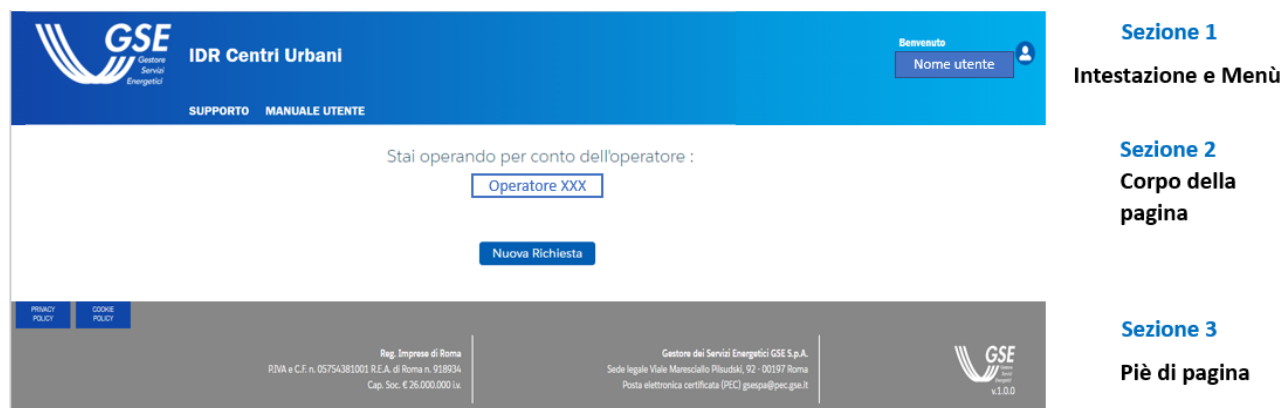 GSE
Gestore
Servizi
Energetici
IDR Centri Urbani
Benvenuto
Nome utente
SUPPORTO MANUALE UTENTE
Sezione 1
Intestazione e Menù
Stai operando per conto dell'operatore :
Operatore XXX
Nuova Richiesta
Sezione 2
Corpo della
pagina
PRIVACY
POLICY
COOKIE
POLICY
Reg. Imprese di Roma
P.IVA e C.F. n. 05754381001 R.E.A. di Roma n. 918934
Cap. Soc. € 26.000.000 i.v.
Gestore dei Servizi Energetici GSE S.p.A.
Sede legale Viale Maresciallo Pilsudski, 92 - 00197 Roma
Posta elettronica certificata (PEC) gsespa@pec.gse.it
GSE
Gestore
Servizi
Energetici
v.1.0.0
Sezione 3
Piè di pagina